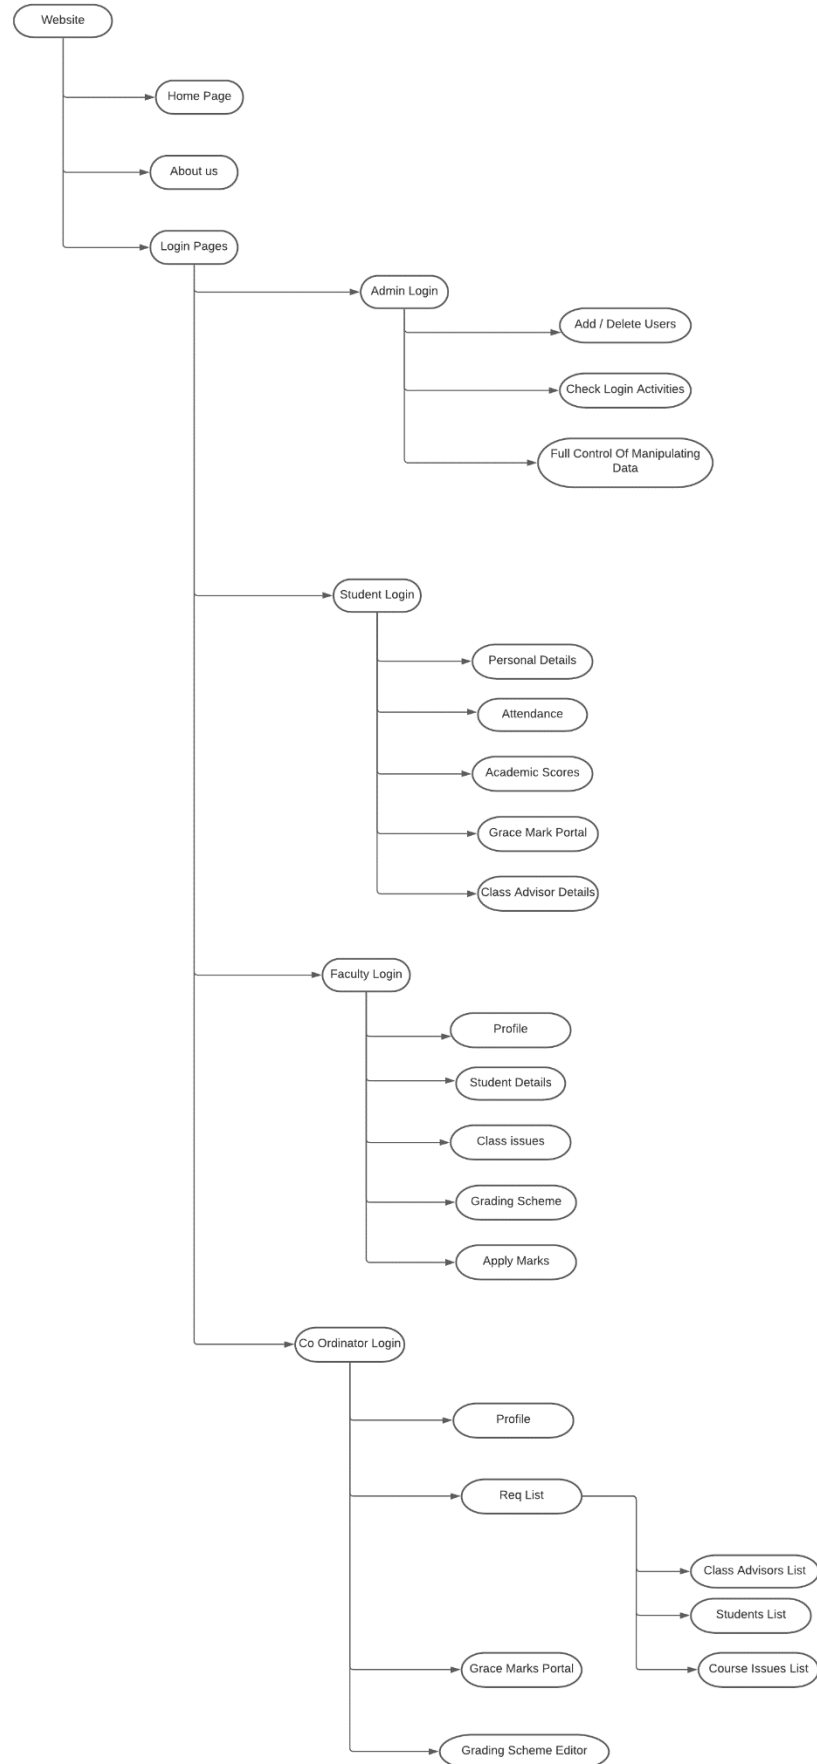 Website
Home Page
About us
Login Pages
Admin Login
Add / Delete Users
Check Login Activities
Full Control Of Manipulating
Data
Student Login
Personal Details
Attendance
Academic Scores
Grace Mark Portal
Class Advisor Details
Faculty Login
Profile
Student Details
Class issues
Grading Scheme
Apply Marks
Co Ordinator Login
Profile
Req List
Class Advisors List
Students List
Course Issues List
Grace Marks Portal
Grading Scheme Editor